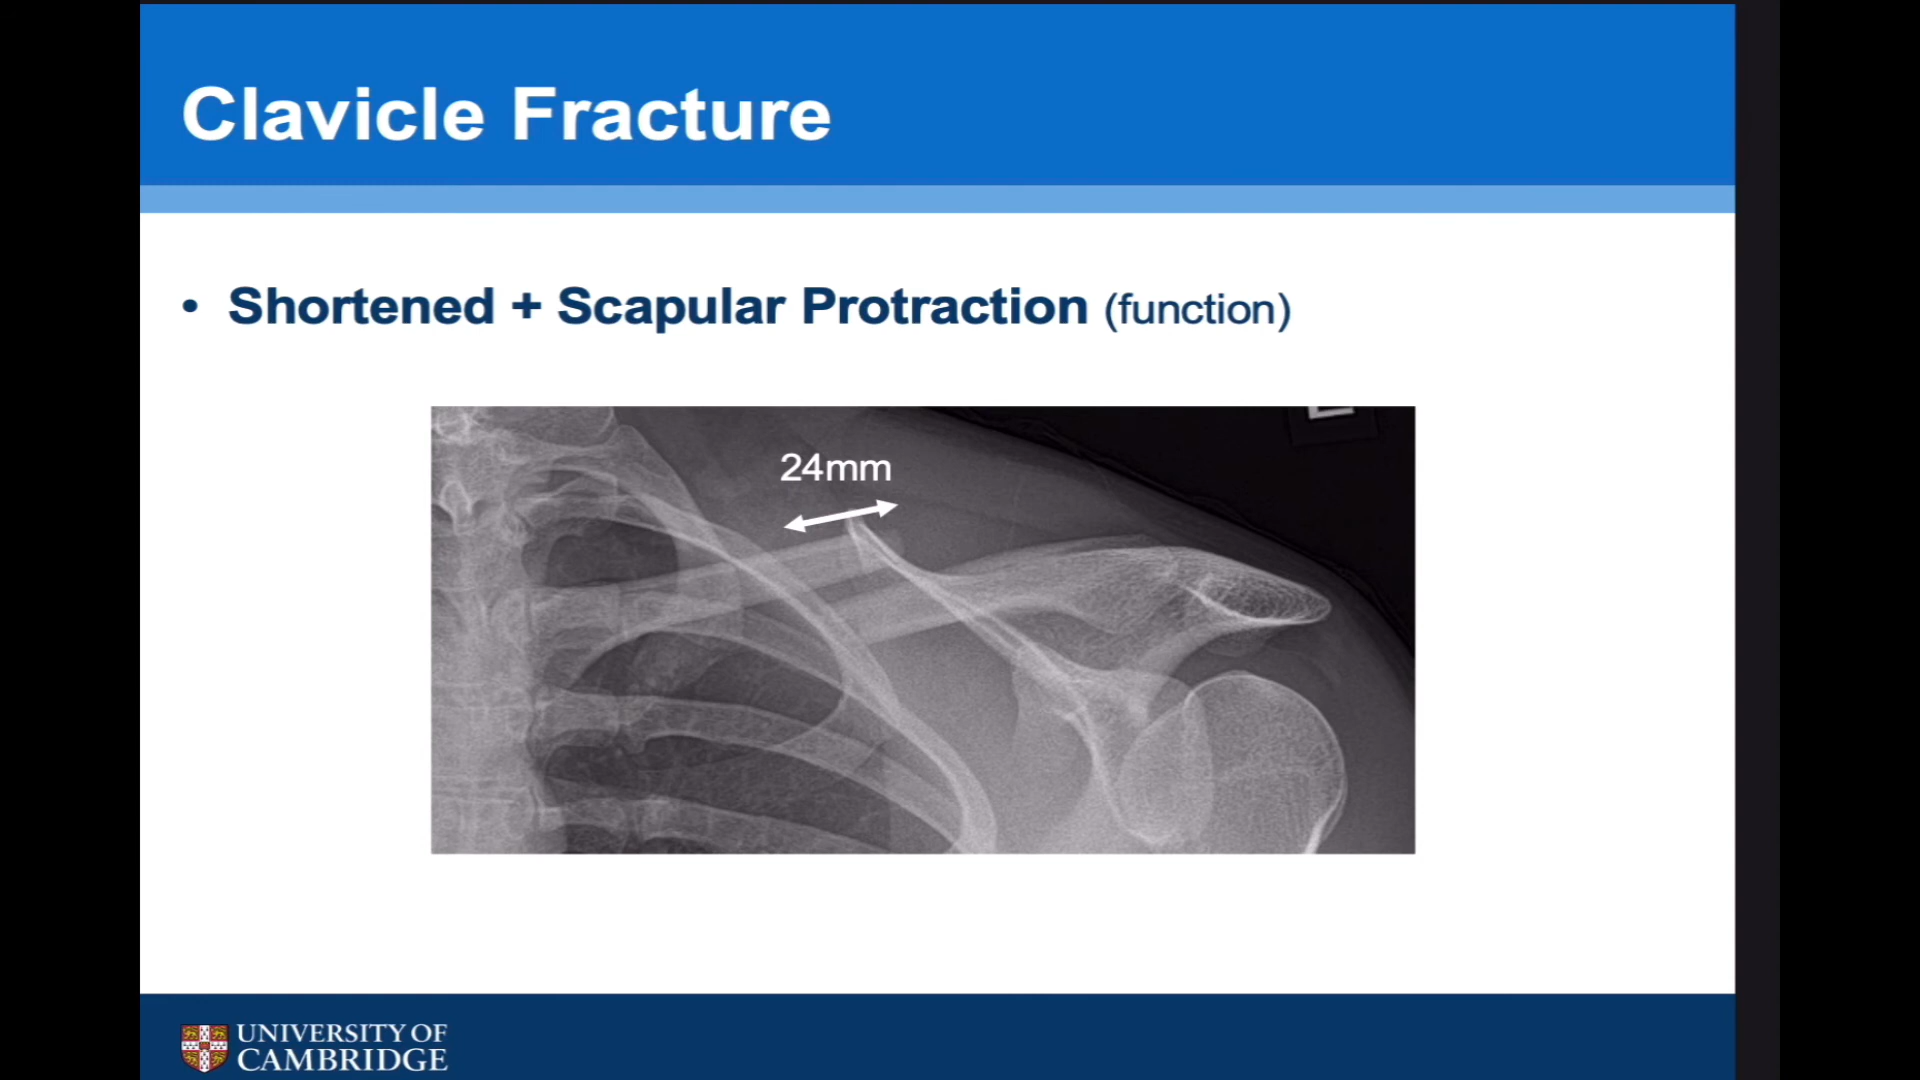 Clavicle Fracture
• Shortened + Scapular Protraction (function)
24mm
UNIVERSITY OF
CAMBRIDGE